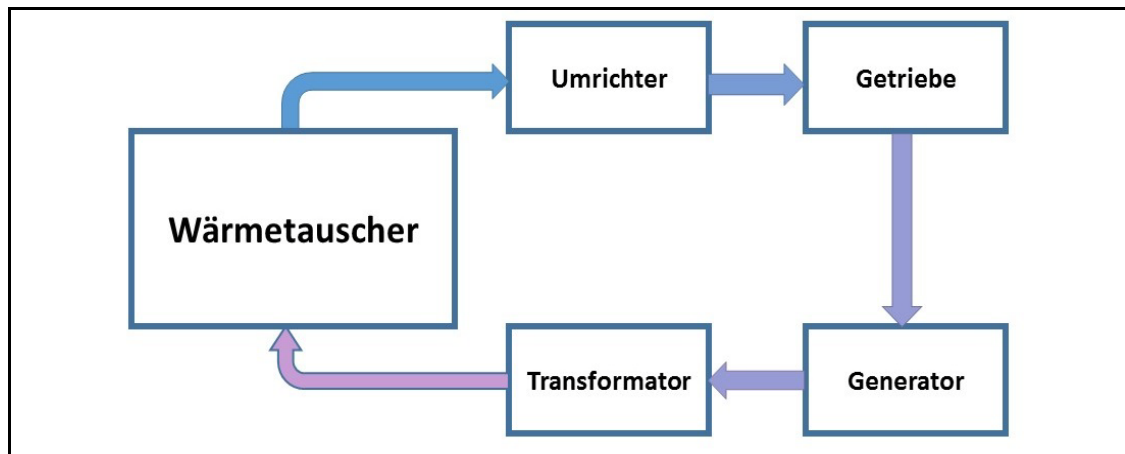 Umrichter
Getriebe
Wärmetauscher
Transformator
Generator